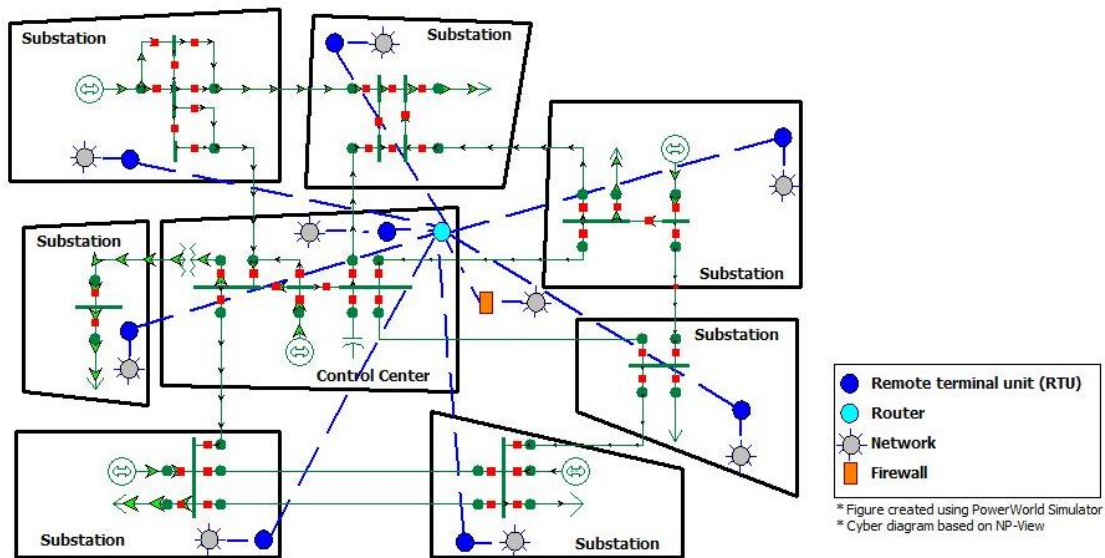 Substation
Substation
Substation
Substation
Control Center
Substation
Substation
Substation
Remote terminal unit (RTU)
Router
Network
Firewall
* Figure created using PowerWorld Simulator
* Cyber diagram based on NP-View